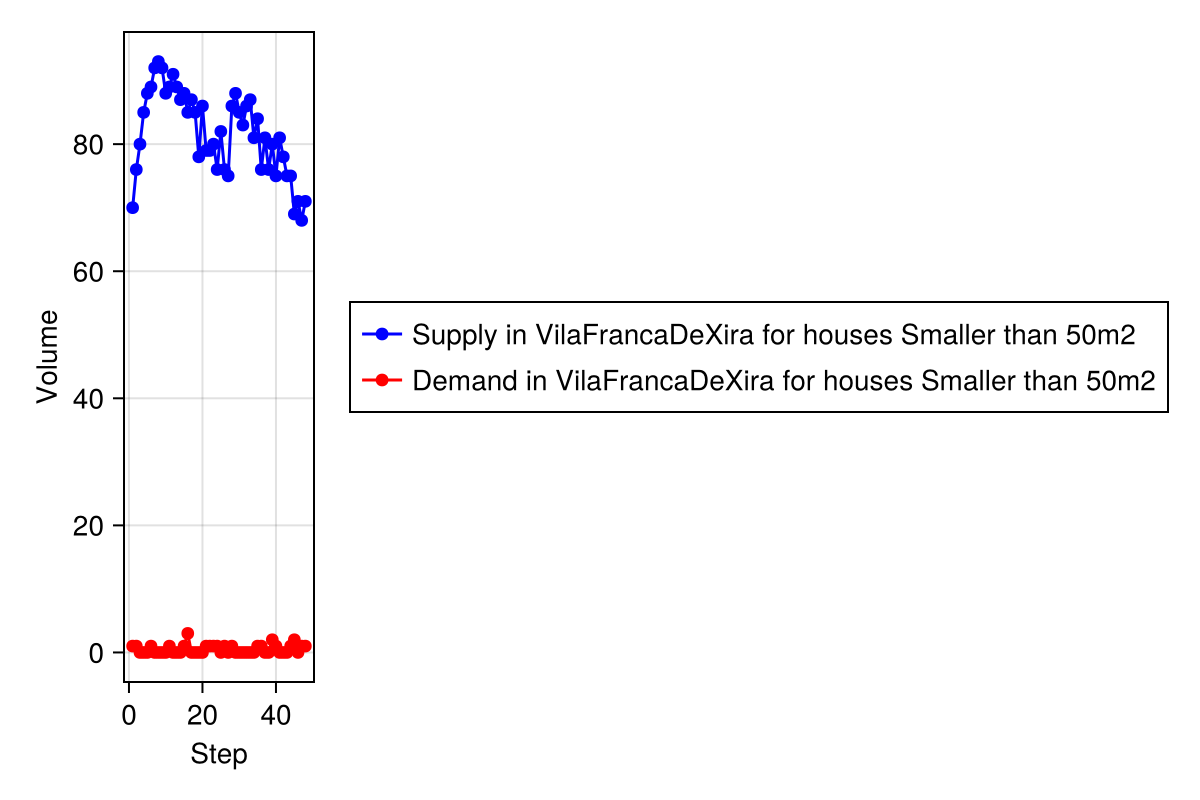 Volume
80
60
40
20
0
0 20 40
Step
Supply in VilaFrancaDeXira for houses Smaller than 50m2
Demand in VilaFrancaDeXira for houses Smaller than 50m2